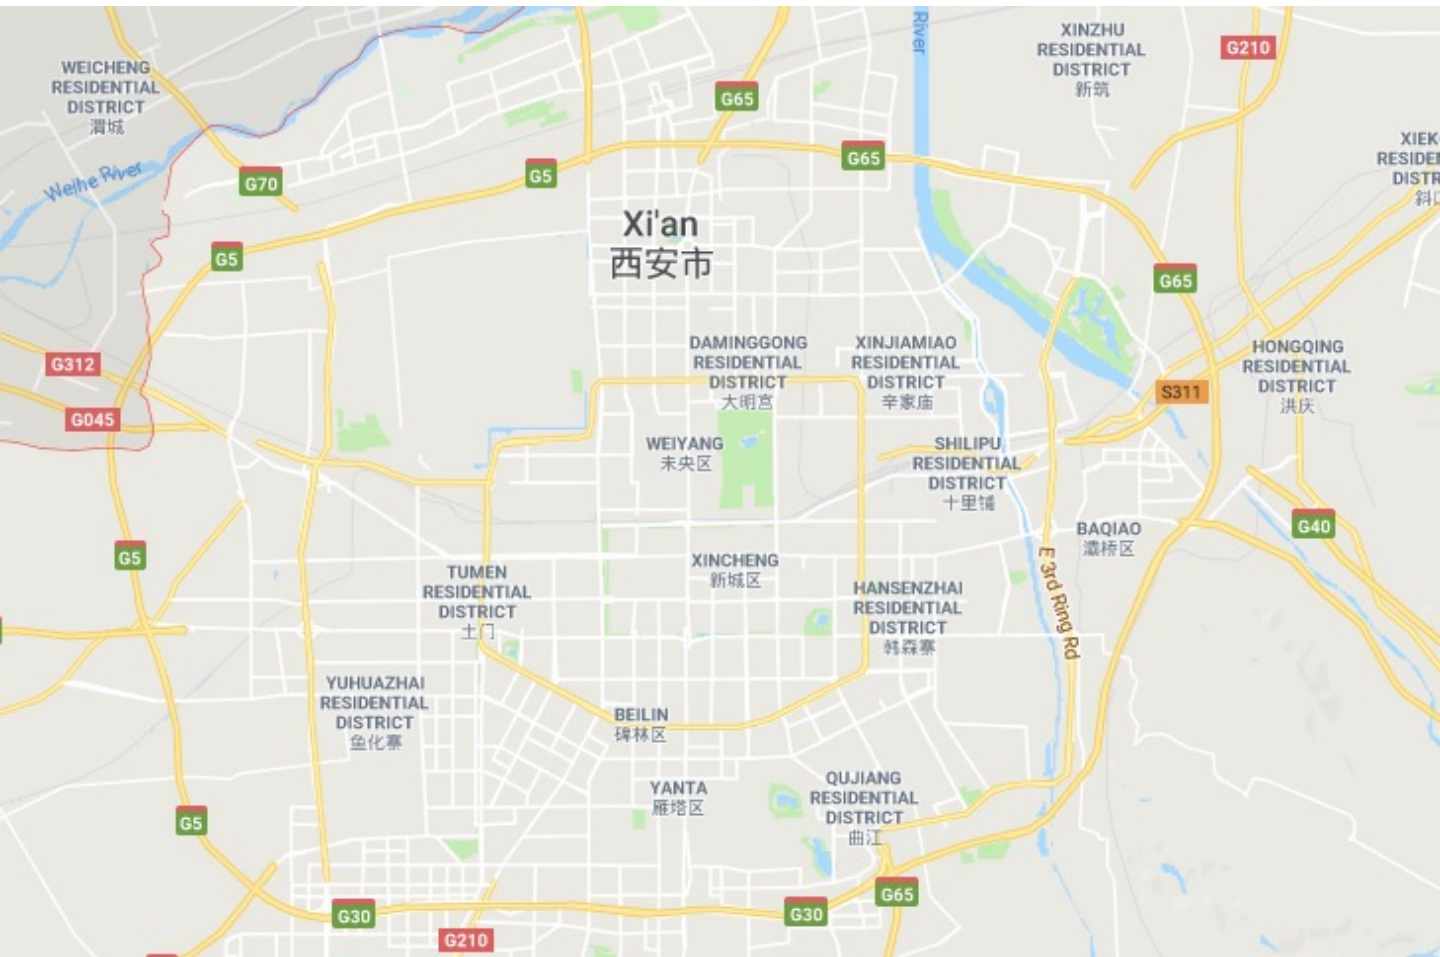 River
XINZHU
RESIDENTIAL
DISTRICT
新筑
G210
WEICHENG
RESIDENTIAL
DISTRICT
渭城
G65
G65
Weihe River
G70
G5
G5
Xi'an
西安市
G65
G312
DAMINGGONG
RESIDENTIAL
DISTRICT
大明宫
XINJIAMIAO
RESIDENTIAL
DISTRICT
辛家庙
HONGQING
RESIDENTIAL
DISTRICT
洪庆
S311
G045
WEIYANG
未央区
SHILIPU
RESIDENTIAL
DISTRICT
十里铺
G40
BAQIAO
灞桥区
G5
XINCHENG
新城区
TUMEN
RESIDENTIAL
DISTRICT
土门
HANSENZHAI
RESIDENTIAL
DISTRICT
韩森寨
E 3rd Ring Rd
YUHUAZHAI
RESIDENTIAL
DISTRICT
鱼化寨
BEILIN
碑林区
YANTA
雁塔区
QUJIANG
RESIDENTIAL
DISTRICT
曲江
G5
G65
G30
G30
G210